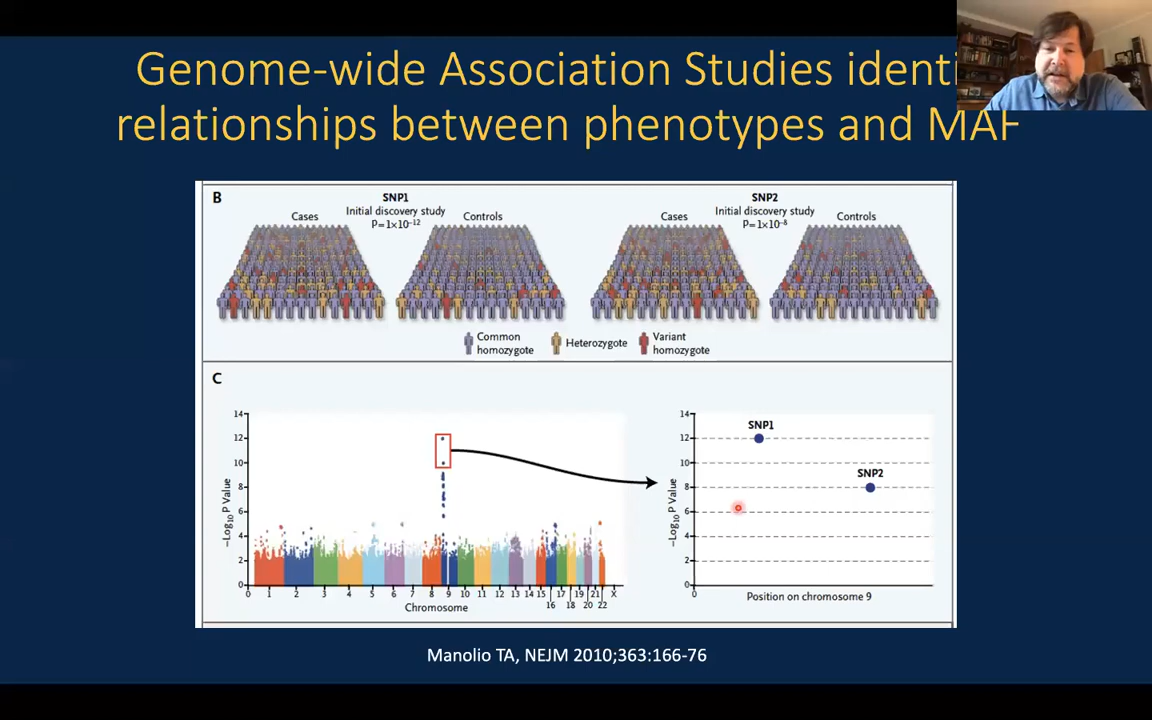 Genome-wide Association Studies identi
relationships between phenotypes and MAF
B
SNP1
Initial discovery study
P=1×10−12
Cases
Controls
SNP2
Initial discovery study
P=1×10−8
Cases
Controls
Common
homozygote
Heterozygote
Variant
homozygote
C
14
12
10
8
6
4
2
0
−Log10 P Value
0 1 2 3 4 5 6 7 8 9 10 11 12 13 14 15 17 19 21 X
16 18 20 22
Chromosome
14
12
10
8
6
4
2
0
−Log10 P Value
SNP1
SNP2
0
Position on chromosome 9
Manolio TA, NEJM 2010;363:166-76